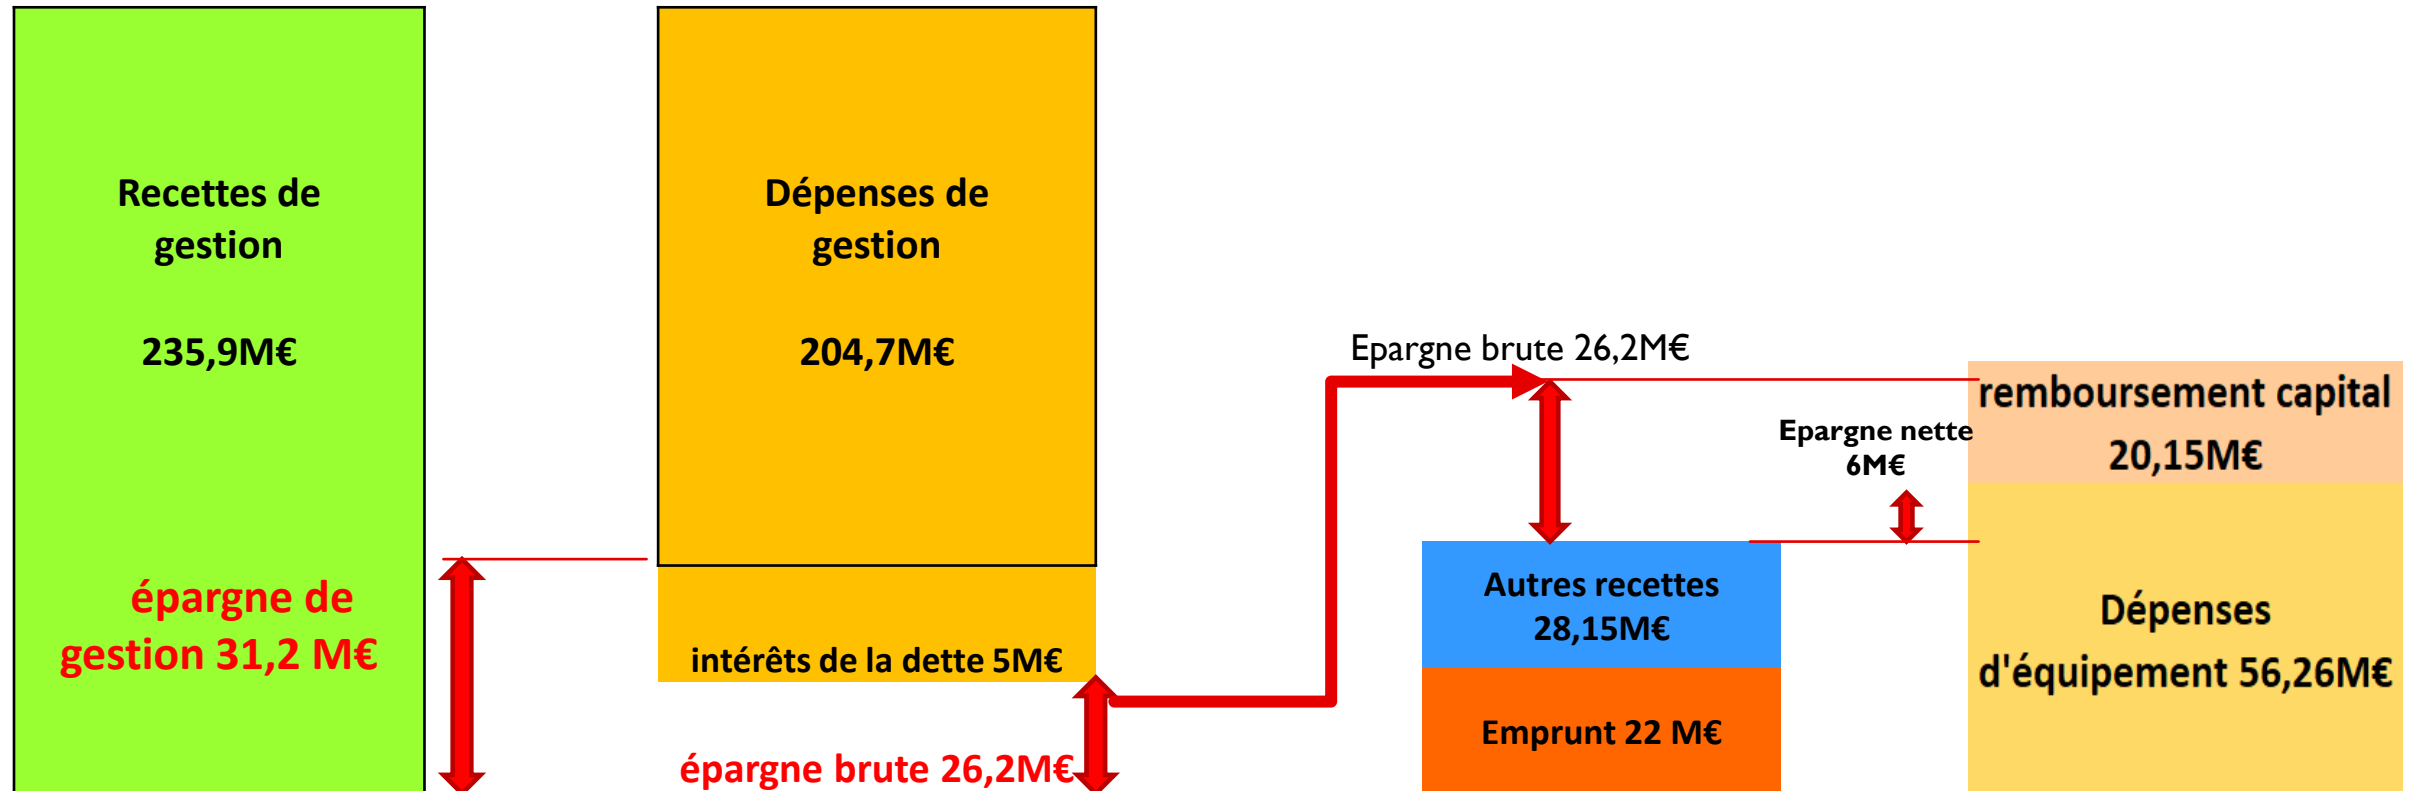 Recettes de
gestion
235,9M€
épargne de
gestion 31,2 M€
Dépenses de
gestion
204,7M€
intérêts de la dette 5M€
épargne brute 26,2M€
Epargne brute 26,2M€
Autres recettes
28,15M€
Emprunt 22 M€
Epargne nette
6M€
remboursement capital
20,15M€
Dépenses
d'équipement 56,26M€